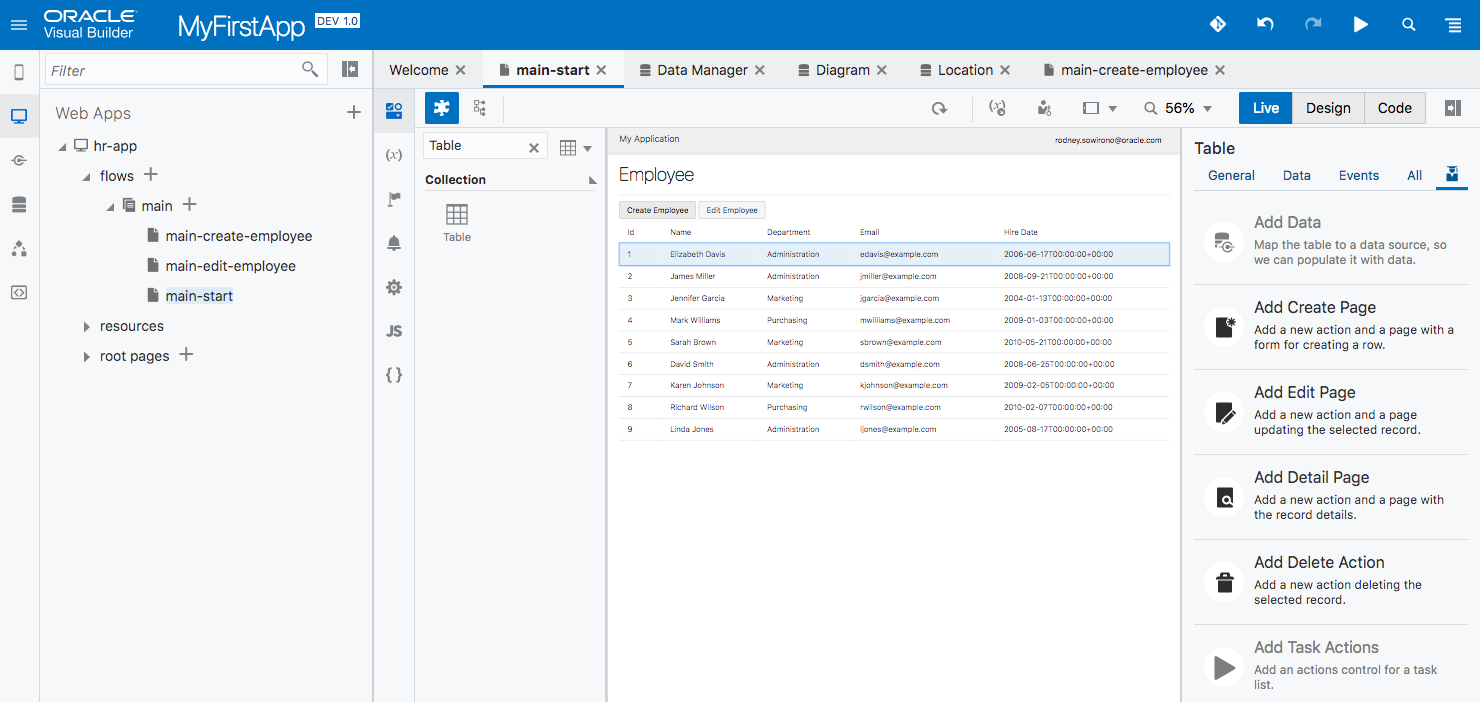 ORACLE
Visual Builder
MyFirstApp
DEV 1.0
Filter
Welcome
main-start
Data Manager
Diagram
Location
main-create-employee
Web Apps
hr-app
flows
main
main-create-employee
main-edit-employee
main-start
resources
root pages
(x)
JS
{ }
56%
Live
Design
Code
Table
Collection
Table
My Application
rodney.sowirono@oracle.com
Employee
Create Employee
Edit Employee
Id Name Department Email Hire Date
1 Elizabeth Davis Administration edavis@example.com 2006-06-17T00:00:00+00:00
2 James Miller Administration jmiller@example.com 2008-09-21T00:00:00+00:00
3 Jennifer Garcia Marketing jgarcia@example.com 2004-01-13T00:00:00+00:00
4 Mark Williams Purchasing mwilliams@example.com 2009-01-03T00:00:00+00:00
5 Sarah Brown Marketing sbrown@example.com 2010-05-21T00:00:00+00:00
6 David Smith Administration dsmith@example.com 2008-06-25T00:00:00+00:00
7 Karen Johnson Marketing kjohnson@example.com 2009-02-05T00:00:00+00:00
8 Richard Wilson Purchasing rwilson@example.com 2010-02-07T00:00:00+00:00
9 Linda Jones Administration ljones@example.com 2005-08-17T00:00:00+00:00
Table
General
Data
Events
All
Add Data
Map the table to a data source, so
we can populate it with data.
Add Create Page
Add a new action and a page with a
form for creating a row.
Add Edit Page
Add a new action and a page
updating the selected record.
Add Detail Page
Add a new action and a page with
the record details.
Add Delete Action
Add a new action deleting the
selected record.
Add Task Actions
Add an actions control for a task
list.